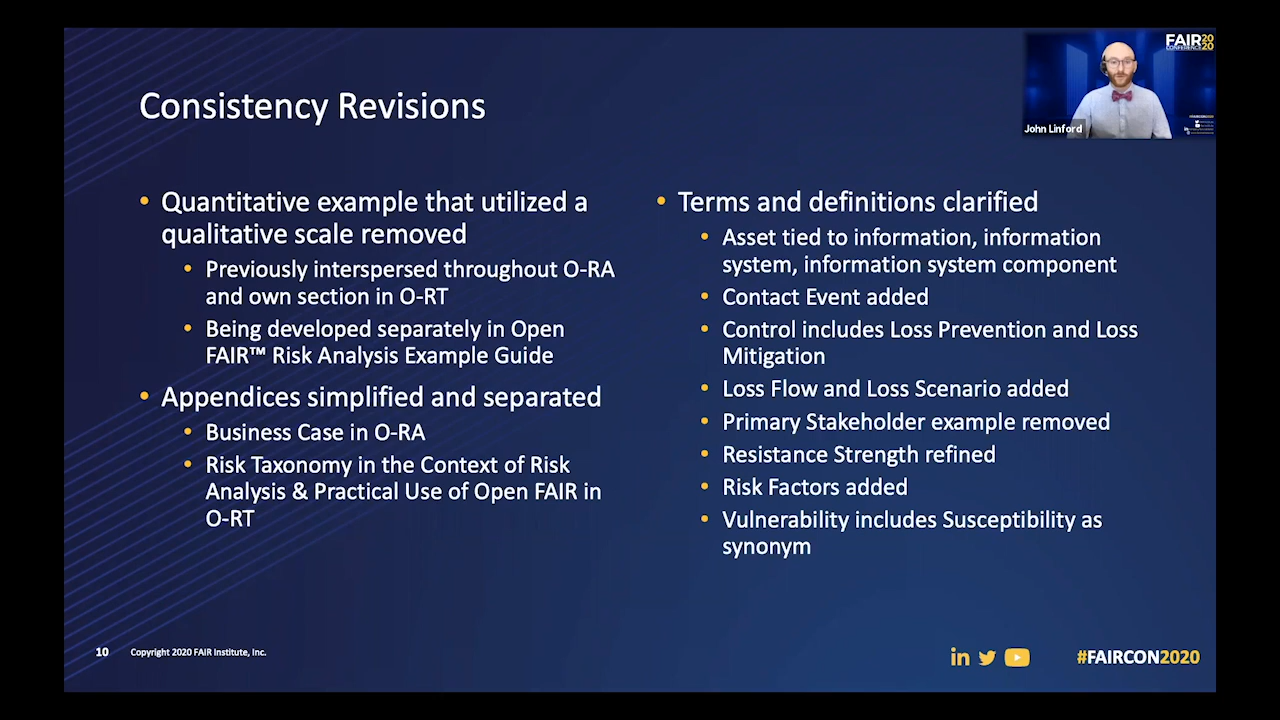 Consistency Revisions
• Quantitative example that utilized a
qualitative scale removed
• Previously interspersed throughout O-RA
and own section in O-RT
• Being developed separately in Open
FAIR™ Risk Analysis Example Guide
• Appendices simplified and separated
• Business Case in O-RA
• Risk Taxonomy in the Context of Risk
Analysis & Practical Use of Open FAIR in
O-RT
• Terms and definitions clarified
• Asset tied to information, information
system, information system component
• Contact Event added
• Control includes Loss Prevention and Loss
Mitigation
• Loss Flow and Loss Scenario added
• Primary Stakeholder example removed
• Resistance Strength refined
• Risk Factors added
• Vulnerability includes Susceptibility as
synonym
FAIR 20
CONFERENCE 20
John Linford
10 Copyright 2020 FAIR Institute, Inc.
in
#FAIRCON2020